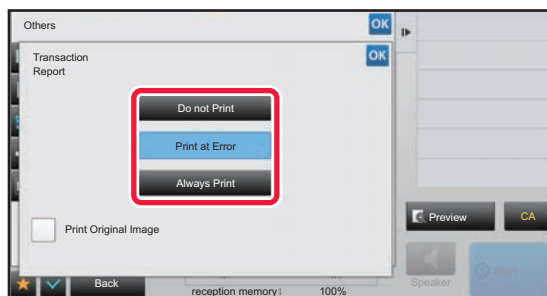 Others
OK
OK
Transaction
Report
Do not Print
Print at Error
Always Print
Print Original Image
Preview
CA
Back
reception memory:
100%
Speaker
Start